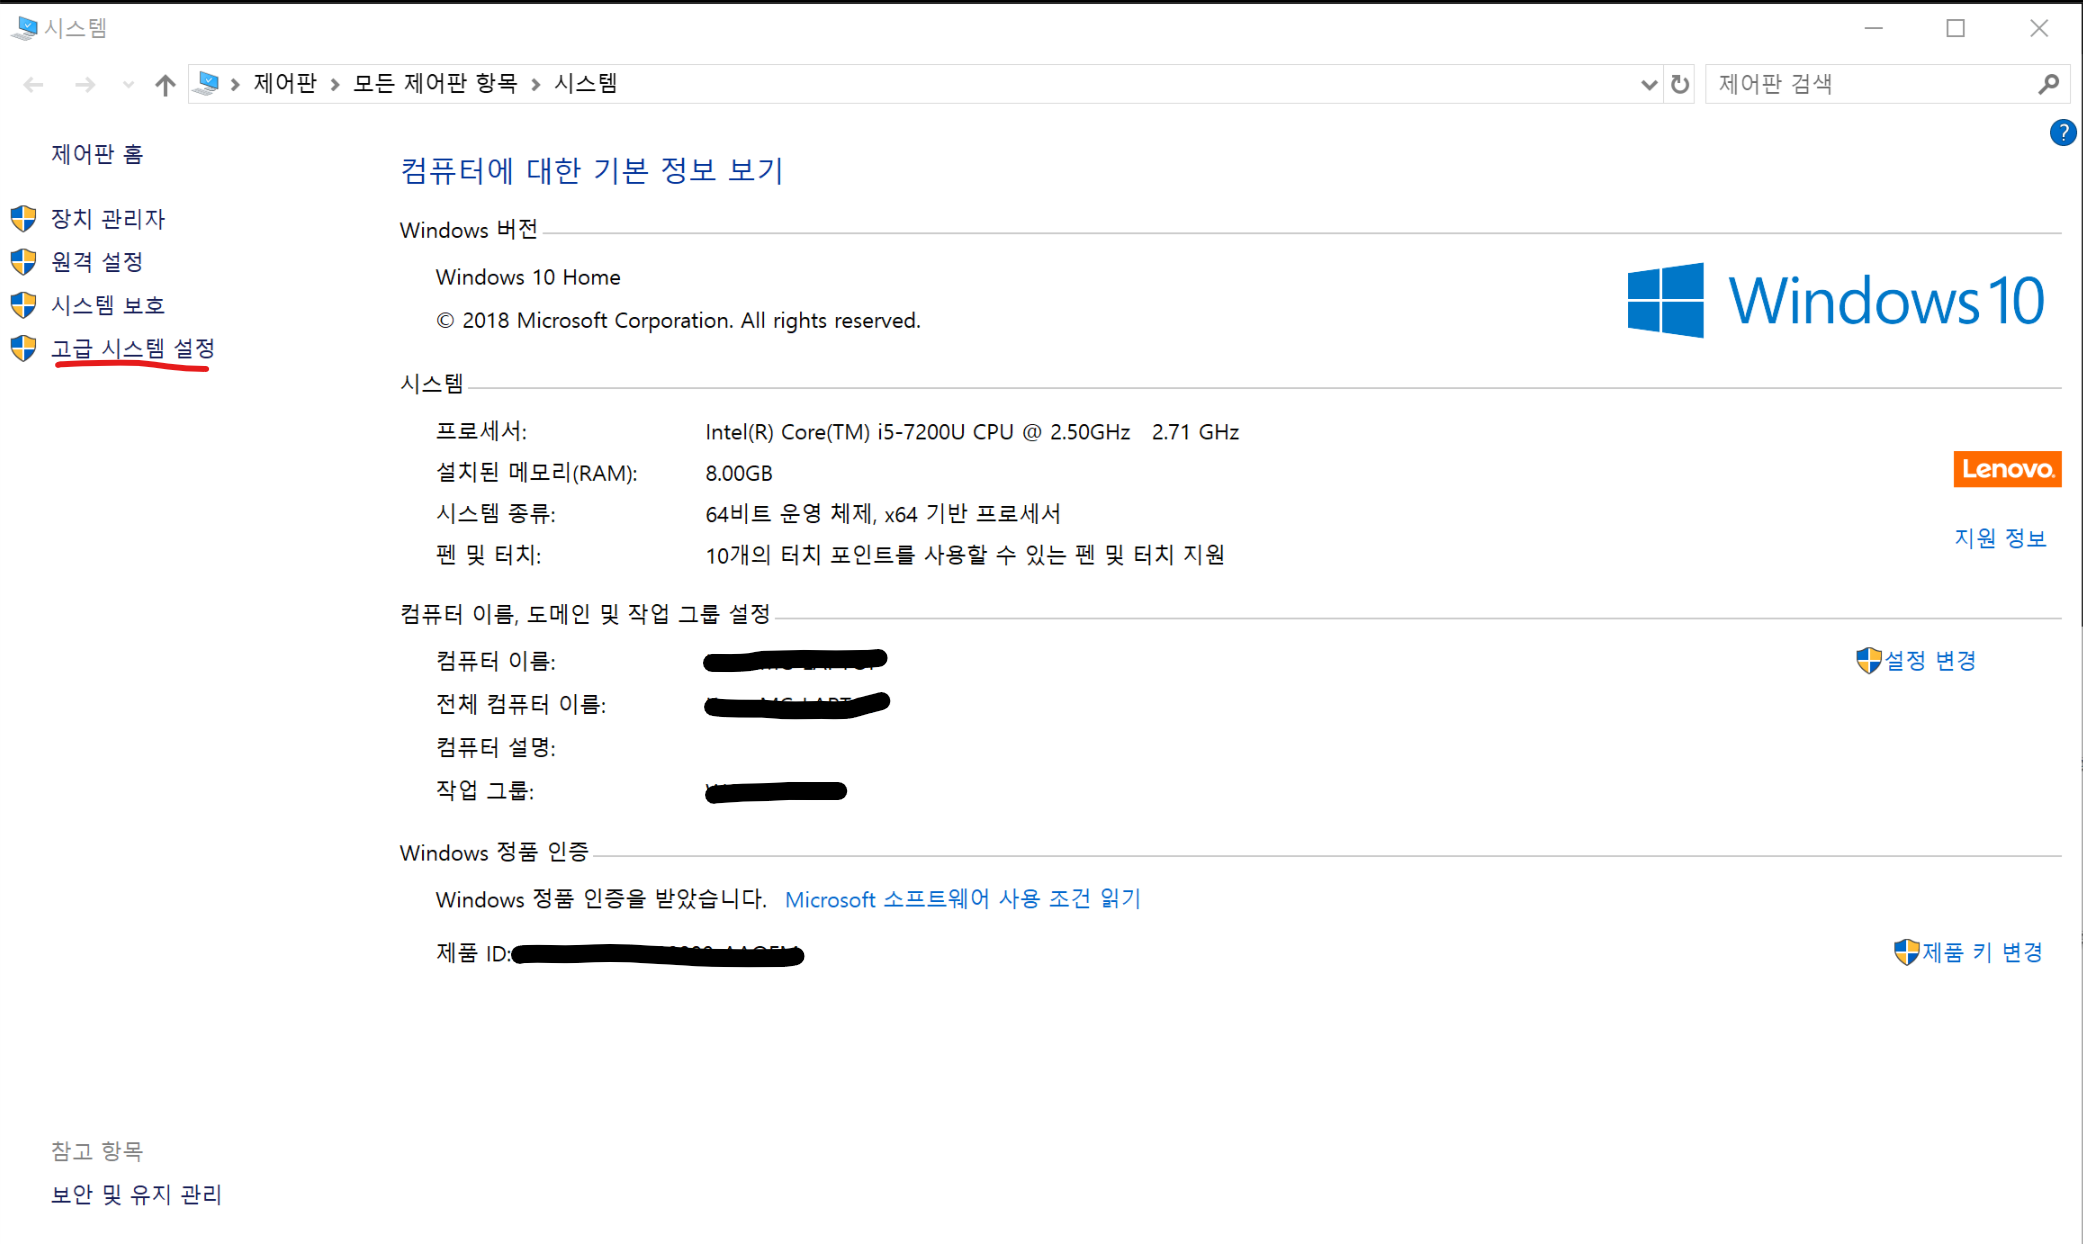 시스템
제어판 › 모든 제어판 항목 › 시스템
제어판 검색
?
제어판 홈
장치 관리자
원격 설정
시스템 보호
고급 시스템 설정
컴퓨터에 대한 기본 정보 보기
Windows 버전
Windows 10 Home
© 2018 Microsoft Corporation. All rights reserved.
Windows 10
시스템
프로세서: Intel(R) Core(TM) i5-7200U CPU @ 2.50GHz 2.71 GHz
설치된 메모리(RAM): 8.00GB
시스템 종류: 64비트 운영 체제, x64 기반 프로세서
펜 및 터치: 10개의 터치 포인트를 사용할 수 있는 펜 및 터치 지원
Lenovo.
지원 정보
컴퓨터 이름, 도메인 및 작업 그룹 설정
컴퓨터 이름:
설정 변경
전체 컴퓨터 이름:
컴퓨터 설명:
작업 그룹:
Windows 정품 인증
Windows 정품 인증을 받았습니다. Microsoft 소프트웨어 사용 조건 읽기
제품 ID:
제품 키 변경
참고 항목
보안 및 유지 관리